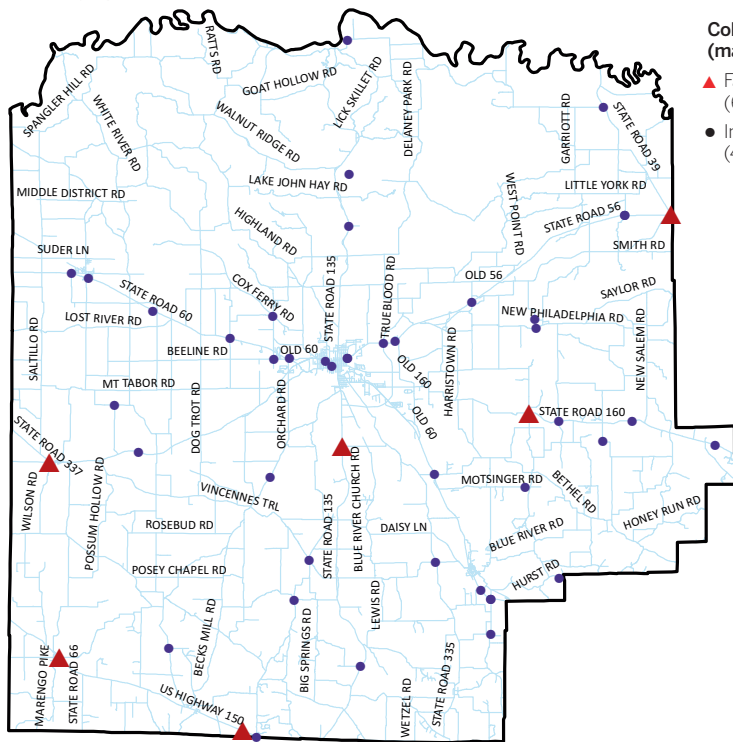 Col
(ma
F
(6
In
(4
RATTS RD
GOAT HOLLOW RD
LICK SKILLET RD
DELANEY PARK RD
SPANGLER HILL RD
WHITE RIVER RD
WALNUT RIDGE RD
GARRIOTT RD
STATE ROAD 39
LAKE JOHN HAY RD
MIDDLE DISTRICT RD
LITTLE YORK RD
WEST POINT RD
STATE ROAD 56
HIGHLAND RD
SMITH RD
SUDER LN
STATE ROAD 135
TRUEBLOOD RD
OLD 56
SAYLOR RD
STATE ROAD 60
COX FERRY RD
LOST RIVER RD
NEW PHILADELPHIA RD
SALTILLO RD
BEELINE RD
OLD 60
OLD 160
HARRISTOWN RD
NEW SALEM RD
MT TABOR RD
DOG TROT RD
ORCHARD RD
OLD 60
STATE ROAD 160
STATE ROAD 337
WILSON RD
POSSUM HOLLOW RD
VINCENNES TRL
BLUE RIVER CHURCH RD
MOTSINGER RD
BETHEL RD
HONEY RUN RD
ROSEBUD RD
STATE ROAD 135
DAISY LN
BLUE RIVER RD
POSEY CHAPEL RD
HURST RD
BECKS MILL RD
BIG SPRINGS RD
LEWIS RD
MARENGO PIKE
STATE ROAD 66
US HIGHWAY 150
WETZEL RD
STATE ROAD 335